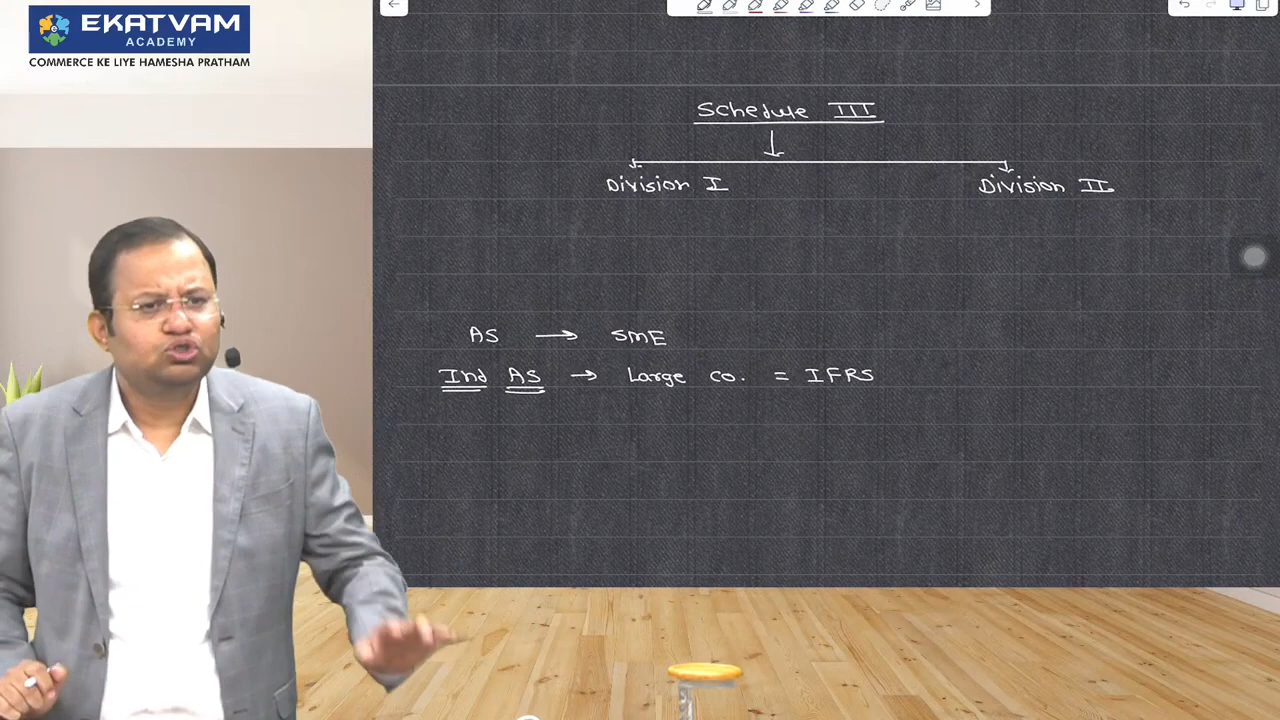 EKATVAM
ACADEMY
COMMERCE KE LIYE HAMESHA PRATHAM
Schedule III
Division I
Division II
AS → SME
Ind AS → Large co. = IFRS